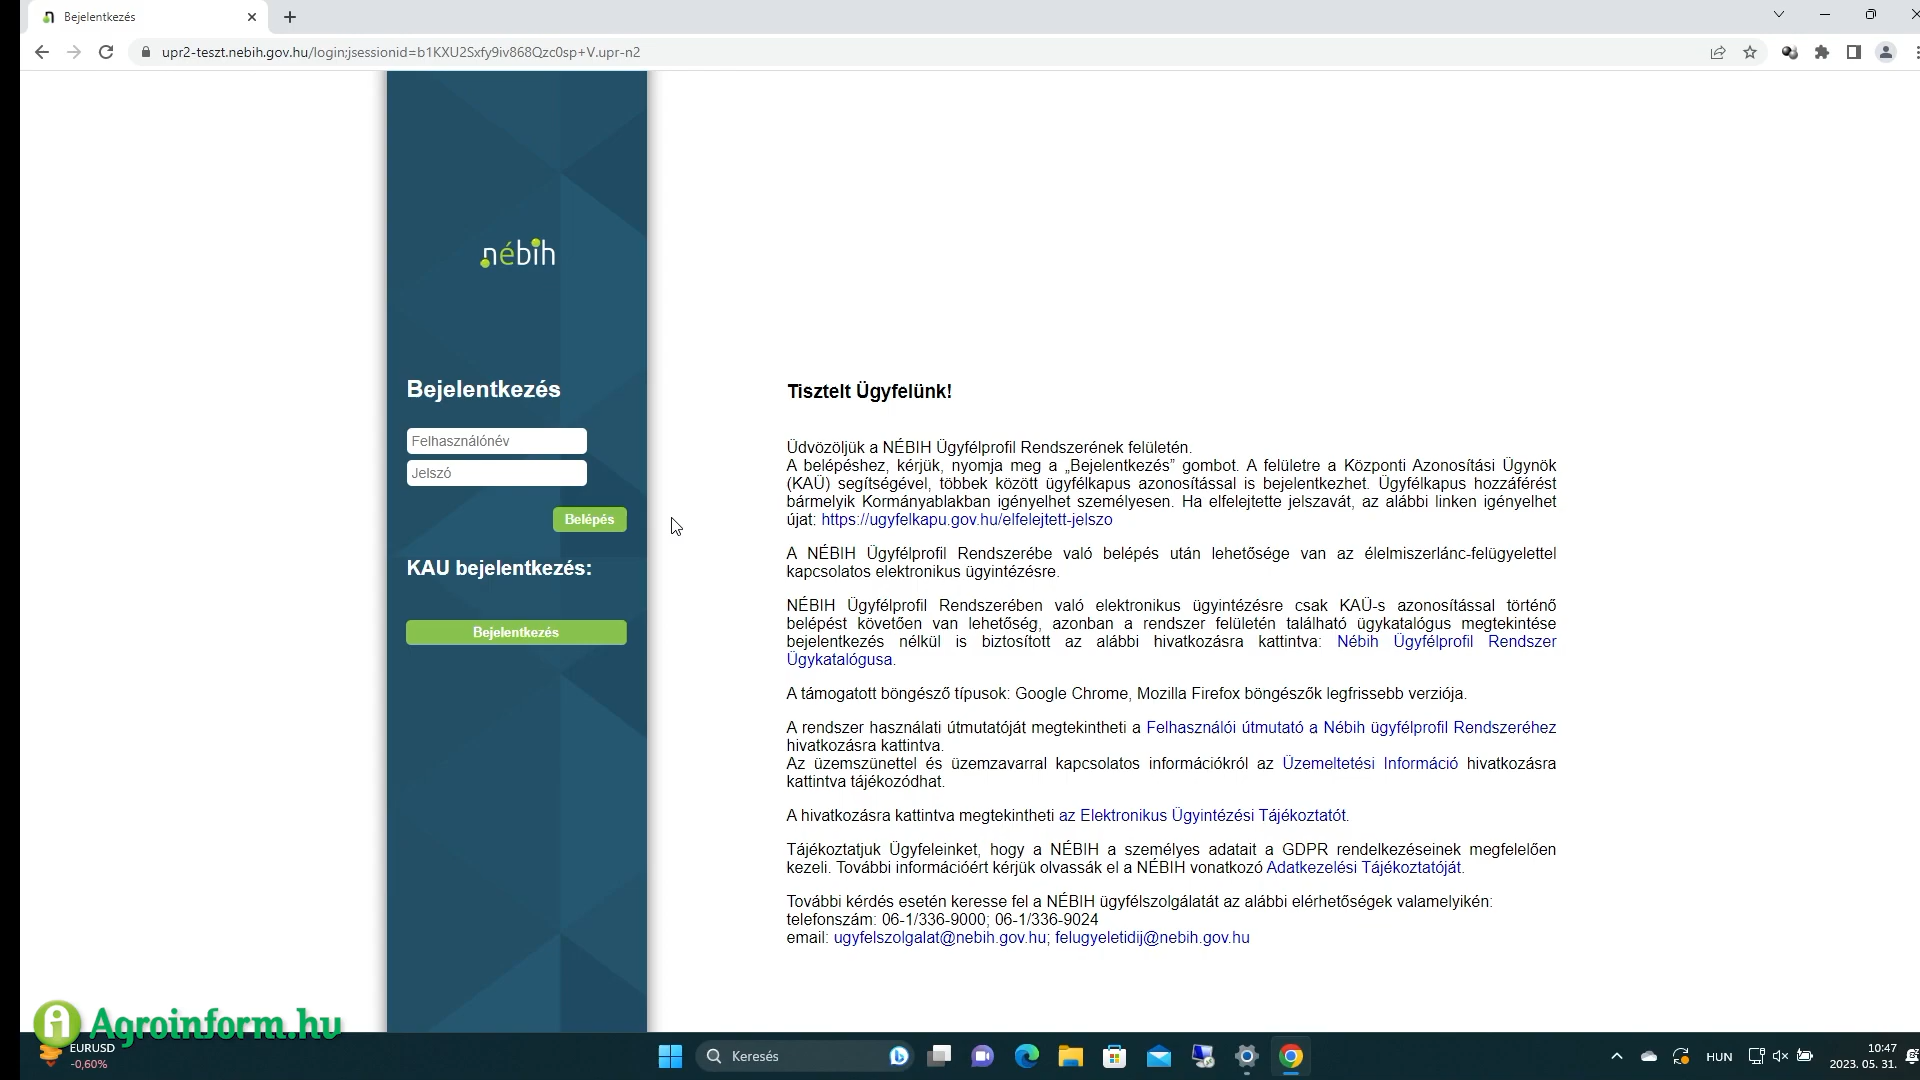 Bejelentkezés
upr2-teszt.nebih.gov.hu/login;jsessionid=b1KXU2Sxfy9iv868Qzc0sp+V.upr-n2
nébih
Bejelentkezés
Felhasználónév
Jelszó
Belépés
KAU bejelentkezés:
Bejelentkezés
Tisztelt Ügyfelünk!
Üdvözöljük a NÉBIH Ügyfélprofil Rendszerének felületén.
A belépéshez, kérjük, nyomja meg a „Bejelentkezés” gombot. A felületre a Központi Azonosítási Ügynök
(KAÜ) segítségével, többek között ügyfélkapus azonosítással is bejelentkezhet. Ügyfélkapus hozzáférést
bármelyik Kormányablakban igényelhet személyesen. Ha elfelejtette jelszavát, az alábbi linken igényelhet
újat: https://ugyfelkapu.gov.hu/elfelejtett-jelszo
A NÉBIH Ügyfélprofil Rendszerébe való belépés után lehetősége van az élelmiszerlánc-felügyelettel
kapcsolatos elektronikus ügyintézésre.
NÉBIH Ügyfélprofil Rendszerében való elektronikus ügyintézésre csak KAÜ-s azonosítással történő
belépést követően van lehetőség, azonban a rendszer felületén található ügykatalógus megtekintése
bejelentkezés nélkül is biztosított az alábbi hivatkozásra kattintva: Nébih Ügyfélprofil Rendszer
Ügykatalógusa.
A támogatott böngésző típusok: Google Chrome, Mozilla Firefox böngészők legfrissebb verziója.
A rendszer használati útmutatóját megtekintheti a Felhasználói útmutató a Nébih ügyfélprofil Rendszeréhez
hivatkozásra kattintva.
Az üzemszünettel és üzemzavarral kapcsolatos információkról az Üzemeltetési Információ hivatkozásra
kattintva tájékozódhat.
A hivatkozásra kattintva megtekintheti az Elektronikus Ügyintézési Tájékoztatót.
Tájékoztatjuk Ügyfeleinket, hogy a NÉBIH a személyes adatait a GDPR rendelkezéseinek megfelelően
kezeli. További információért kérjük olvassák el a NÉBIH vonatkozó Adatkezelési Tájékoztatóját.
További kérdés esetén keresse fel a NÉBIH ügyfélszolgálatát az alábbi elérhetőségek valamelyikén:
telefonszám: 06-1/336-9000; 06-1/336-9024
email: ugyfelszolgalat@nebih.gov.hu; felugyeletidij@nebih.gov.hu
Agroinform.hu
EURUSD
-0,60%
Keresés
HUN
10:47
2023. 05. 31.